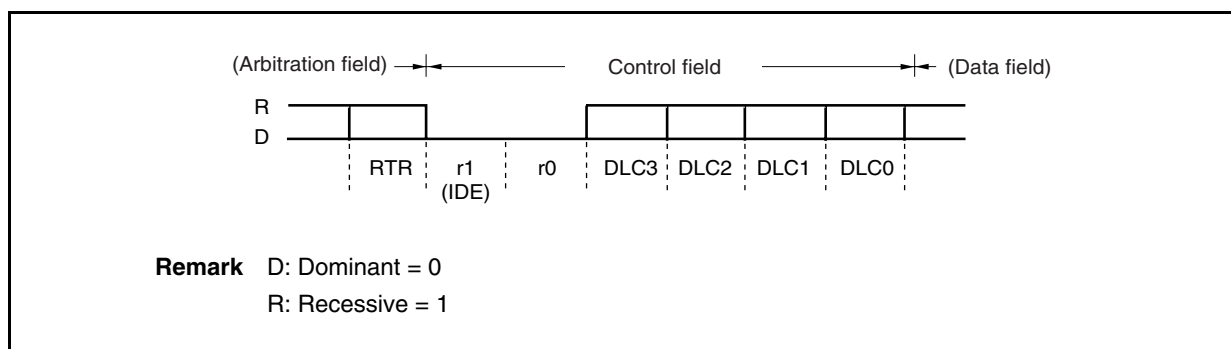 (Arbitration field) Control field (Data field)
R
D
RTR r1 r0 DLC3 DLC2 DLC1 DLC0
(IDE)
Remark D: Dominant = 0
R: Recessive = 1